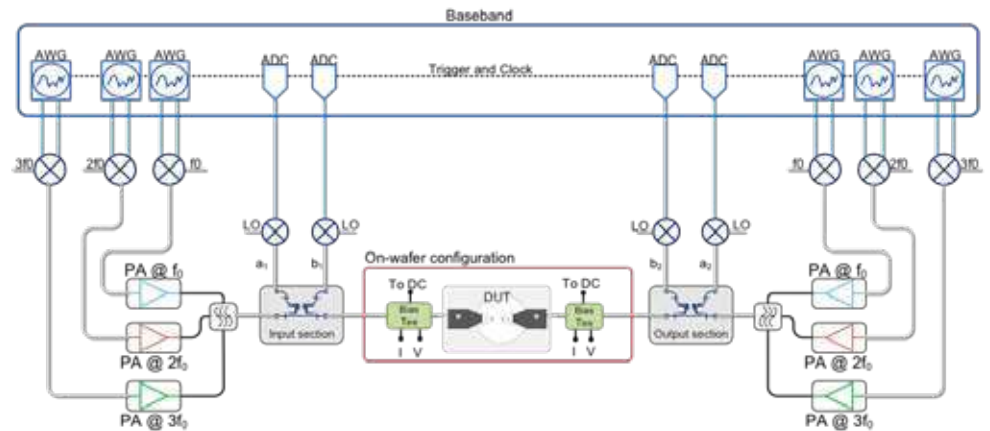 Baseband
AWG AWG AWG ADC ADC ADC ADC AWG AWG AWG
Trigger and Clock
3f0 2f0 f0 f0 2f0 3f0
LO LO LO LO
a₁ b₁ b₂ a₂
On-wafer configuration
PA @ f₀ To DC DUT To DC PA @ f₀
Bias Bias
Tee Tee
Input section Output section
I V I V
PA @ 2f₀ PA @ 2f₀
PA @ 3f₀ PA @ 3f₀